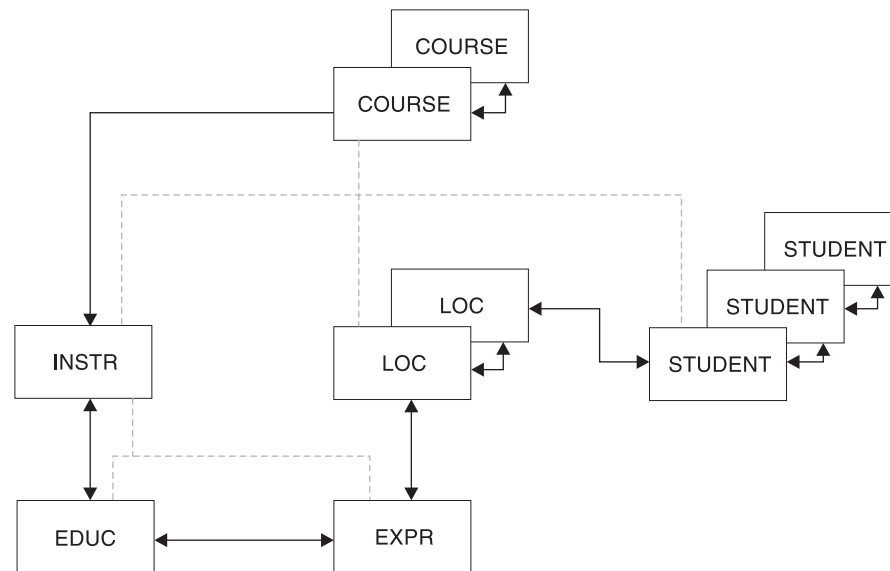 COURSE
COURSE
STUDENT
LOC
STUDENT
INSTR
LOC
STUDENT
EDUC
EXPR